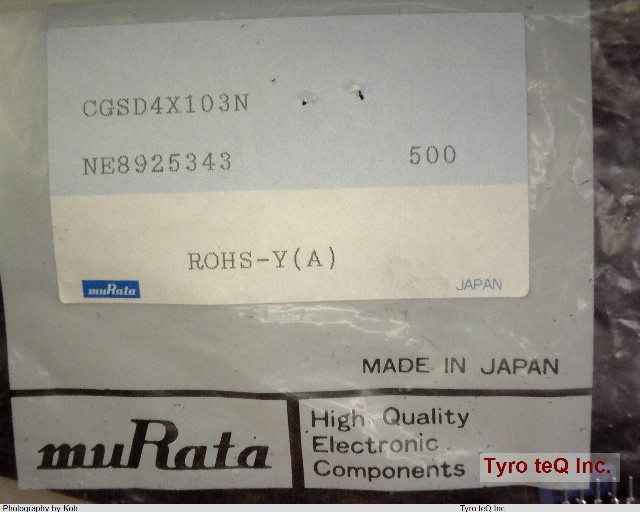 CGSD4X103N
NE8925343 500
ROHS-Y(A)
muRata JAPAN
MADE IN JAPAN
muRata
High Quality
Electronic
Components
Tyro teQ Inc.
Photography by Koh Tyro teQ Inc